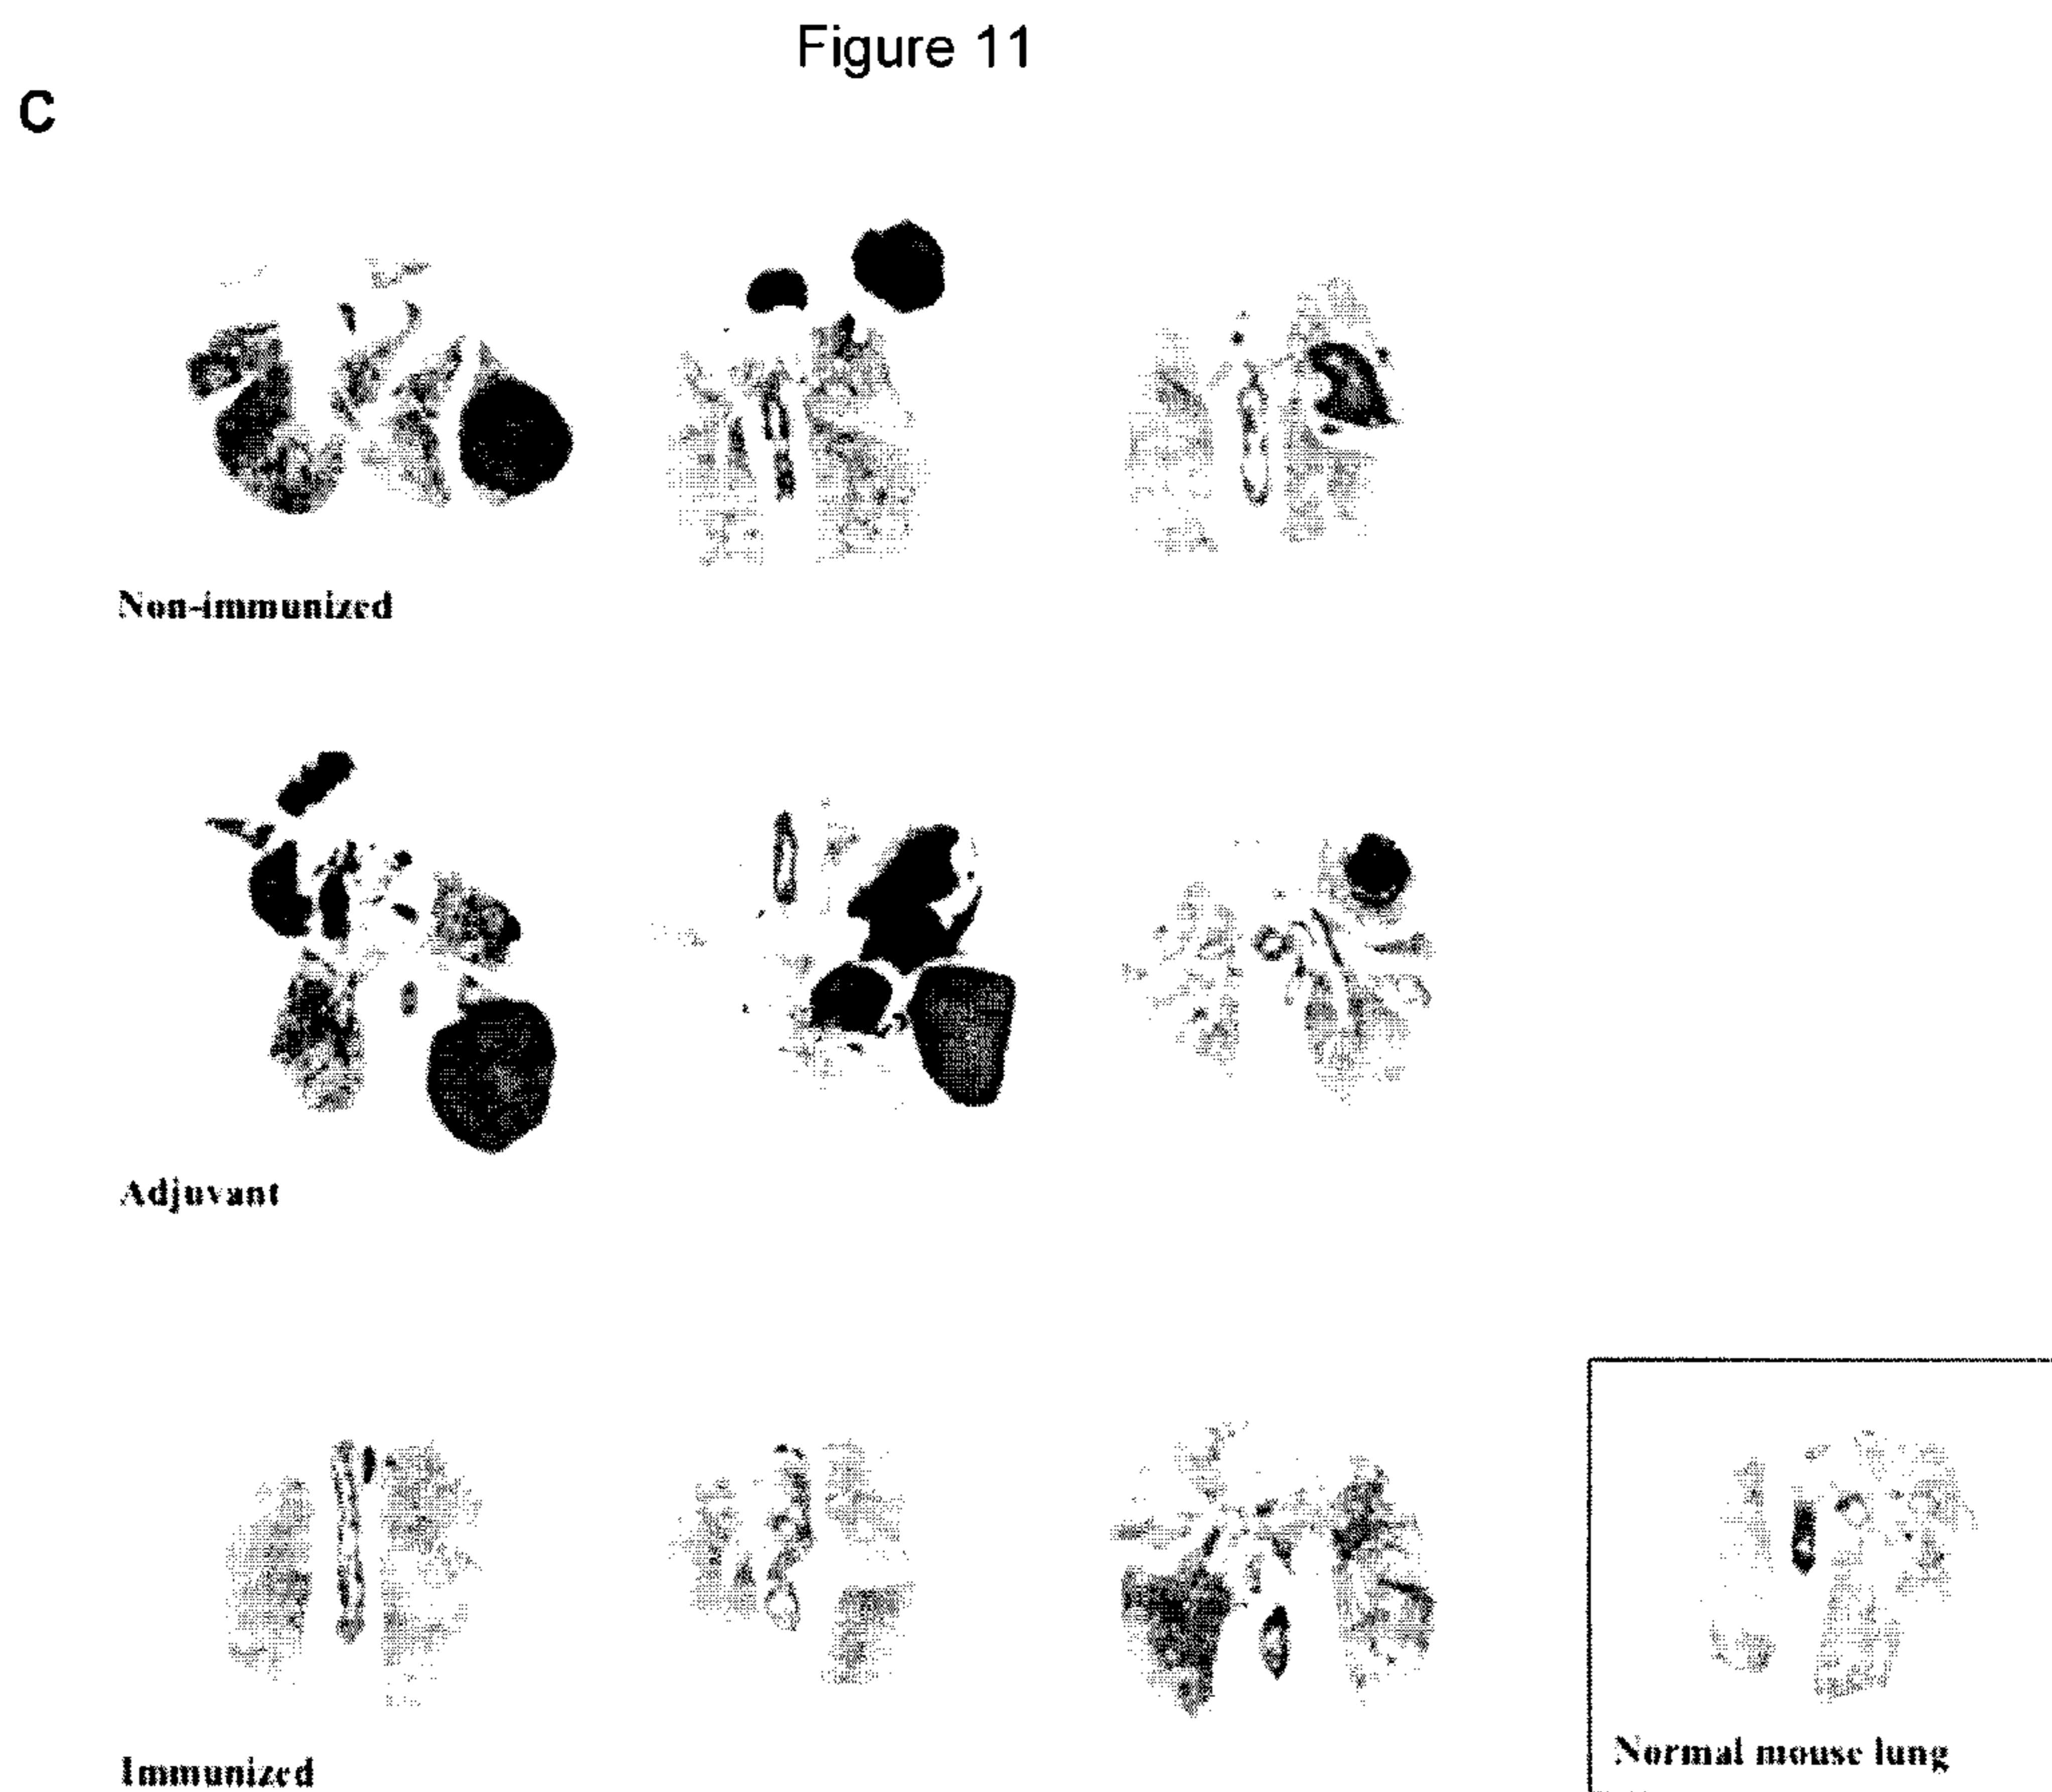 Figure 11
C
Non-immunized
Adjuvant
Immunized
Normal mouse lung